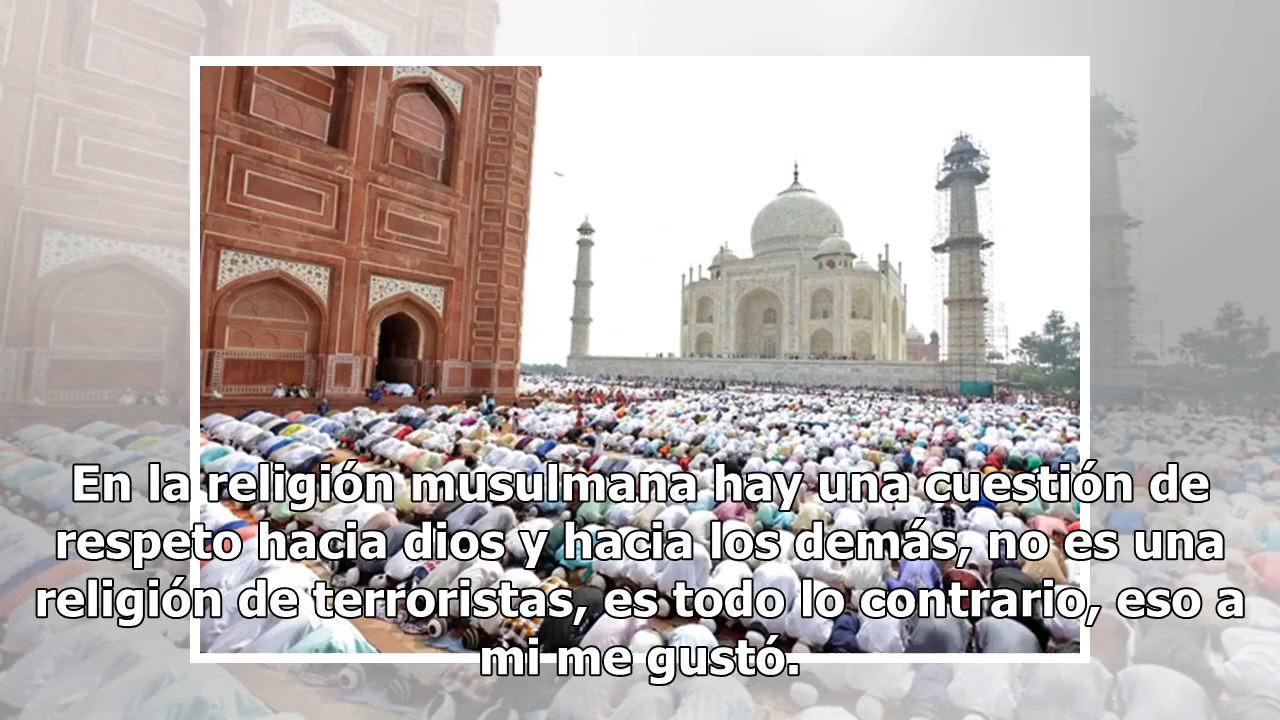 En la religión musulmana hay una cuestión de
respeto hacia dios y hacia los demás, no es una
religión de terroristas, es todo lo contrario, eso a
mi me gustó.